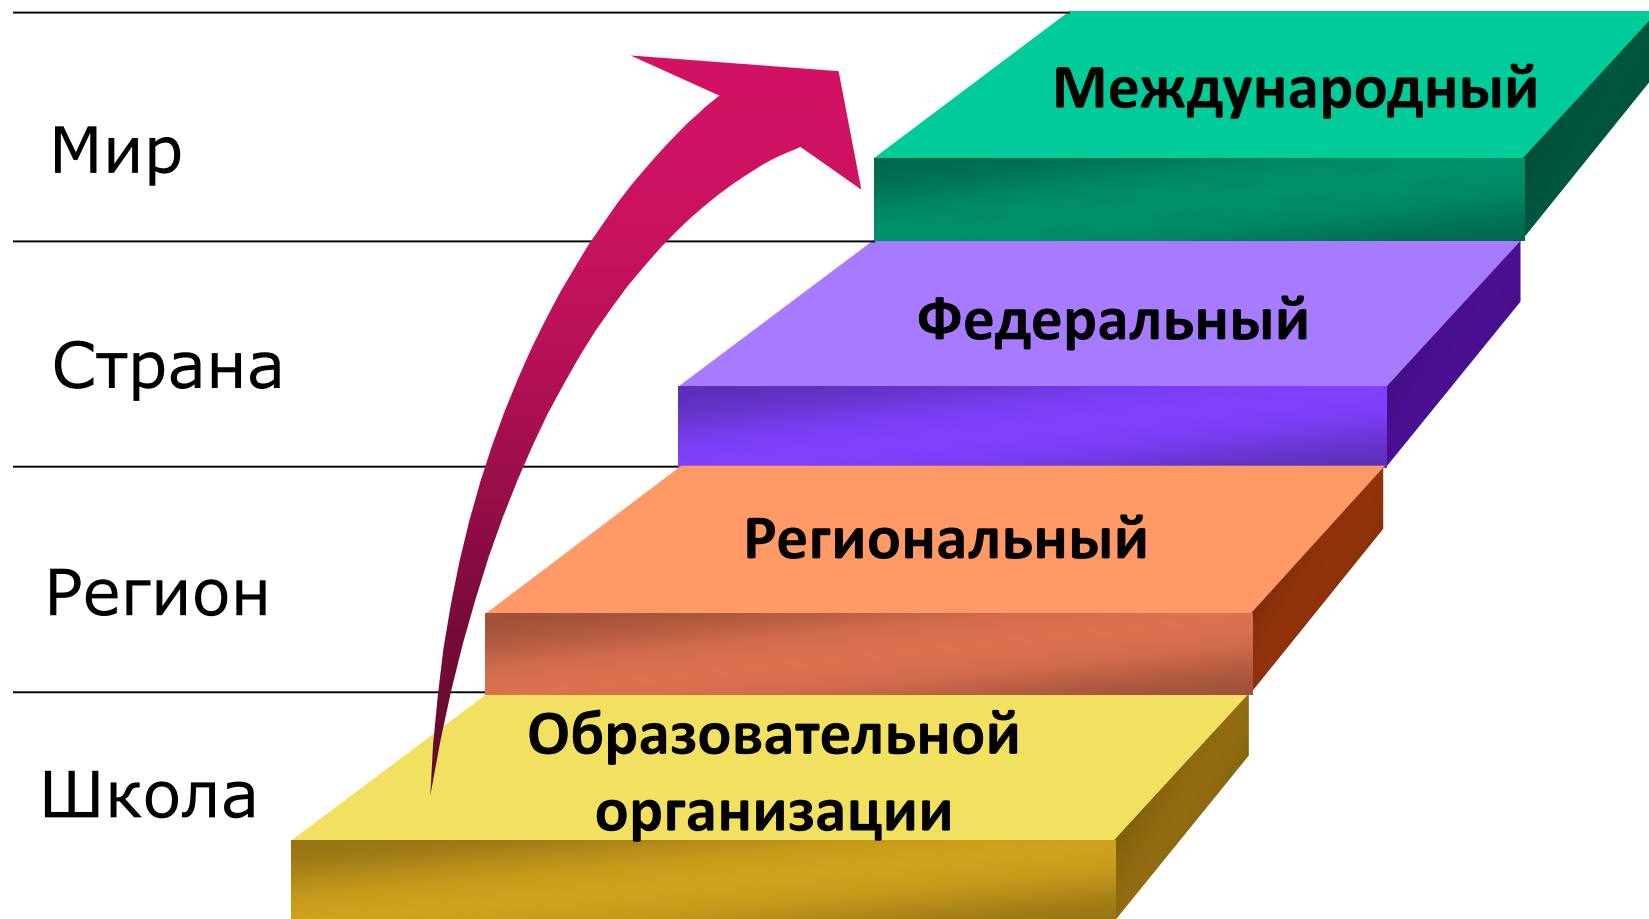 Международный
Мир
Федеральный
Страна
Региональный
Регион
Образовательной
организации
Школа